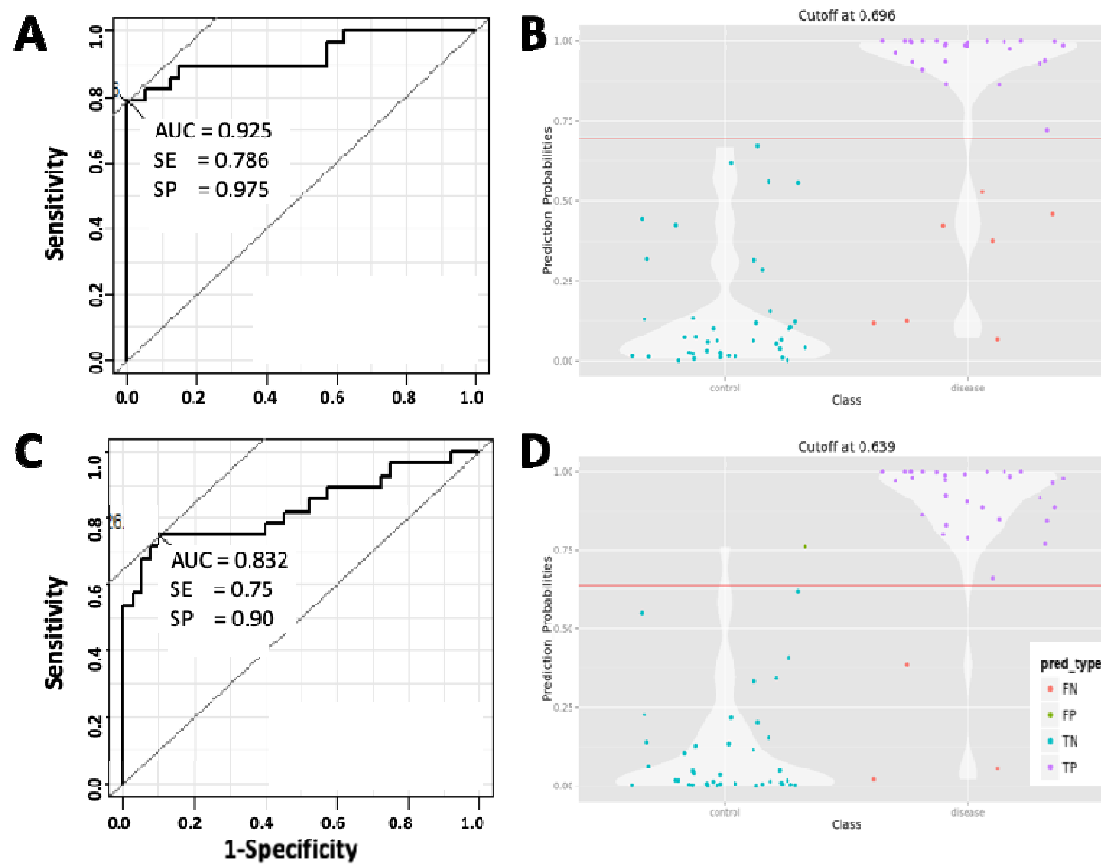 A
1.0
0.8
0.6
0.4
0.2
0.0
Sensitivity
AUC = 0.925
SE = 0.786
SP = 0.975
0.0 0.2 0.4 0.6 0.8 1.0
B
Cutoff at 0.696
1.00
0.75
0.50
0.25
0.00
Prediction Probabilities
control disease
Class
C
1.0
0.8
0.6
0.4
0.2
0.0
Sensitivity
AUC = 0.832
SE = 0.75
SP = 0.90
0.0 0.2 0.4 0.6 0.8 1.0
1-Specificity
D
Cutoff at 0.639
1.00
0.75
0.50
0.25
0.00
Prediction Probabilities
control disease
Class
pred_type
FN
FP
TN
TP